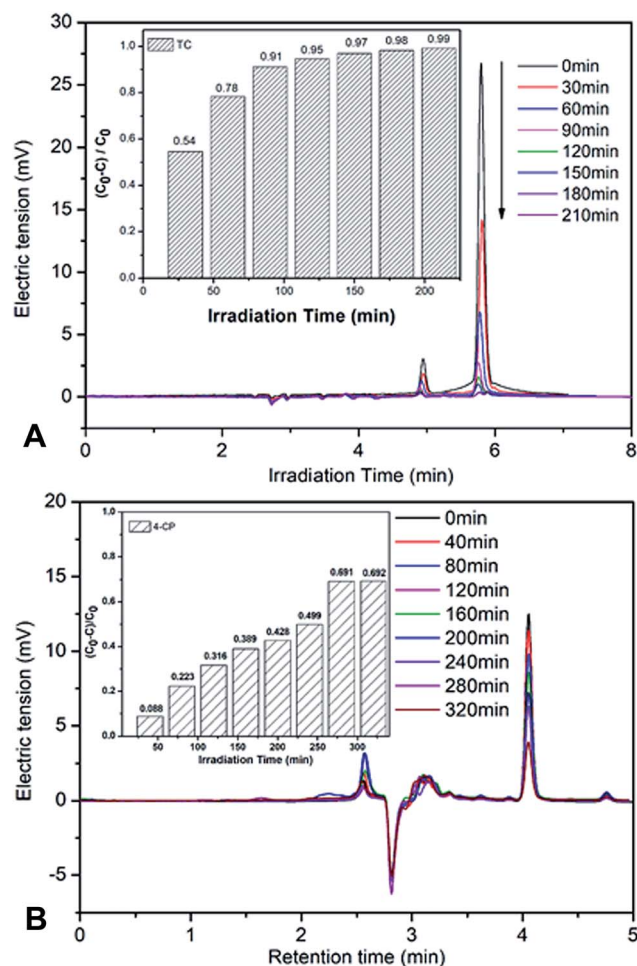 30
25
20
15
10
5
0
Electric tension (mV)
0
2
4
6
8
Irradiation Time (min)
A
1.0
0.8
0.6
0.4
0.2
0.0
(C0-C) / C0
TC
0.54
0.78
0.91
0.95
0.97
0.98
0.99
0
50
100
150
200
Irradiation Time (min)
0min
30min
60min
90min
120min
150min
180min
210min
20
15
10
5
0
-5
Electric tension (mV)
0
1
2
3
4
5
Retention time (min)
B
1.0
0.8
0.6
0.4
0.2
0.0
(C0-C)/C0
4-CP
0.088
0.223
0.316
0.389
0.428
0.499
0.691
0.692
50
100
150
200
250
300
Irradiation Time (min)
0min
40min
80min
120min
160min
200min
240min
280min
320min